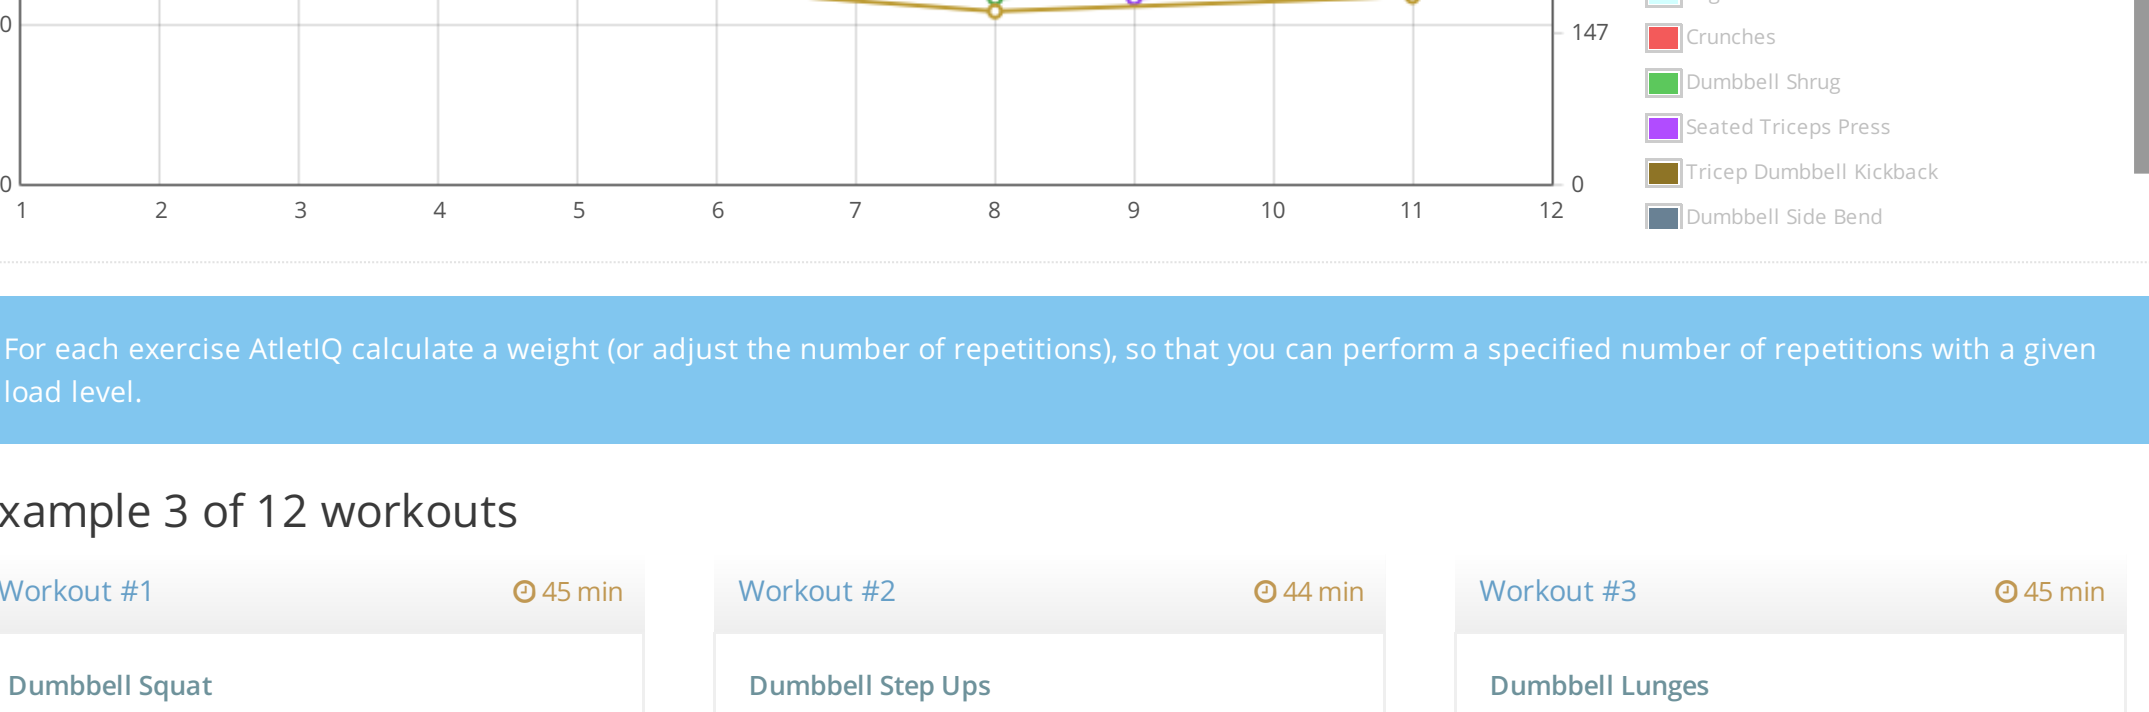 0
147
Crunches
Dumbbell Shrug
Seated Triceps Press
Tricep Dumbbell Kickback
0
0
1 2 3 4 5 6 7 8 9 10 11 12
Dumbbell Side Bend
For each exercise AtletIQ calculate a weight (or adjust the number of repetitions), so that you can perform a specified number of repetitions with a given
load level.
xample 3 of 12 workouts
Workout #1 45 min
Workout #2 44 min
Workout #3 45 min
Dumbbell Squat
Dumbbell Step Ups
Dumbbell Lunges